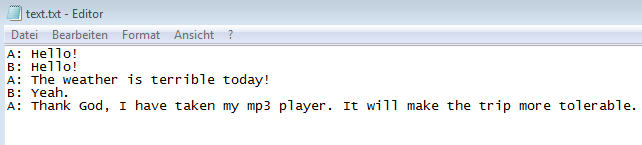 text.txt - Editor
Datei Bearbeiten Format Ansicht ?
A: Hello!
B: Hello!
A: The weather is terrible today!
B: Yeah.
A: Thank God, I have taken my mp3 player. It will make the trip more tolerable.